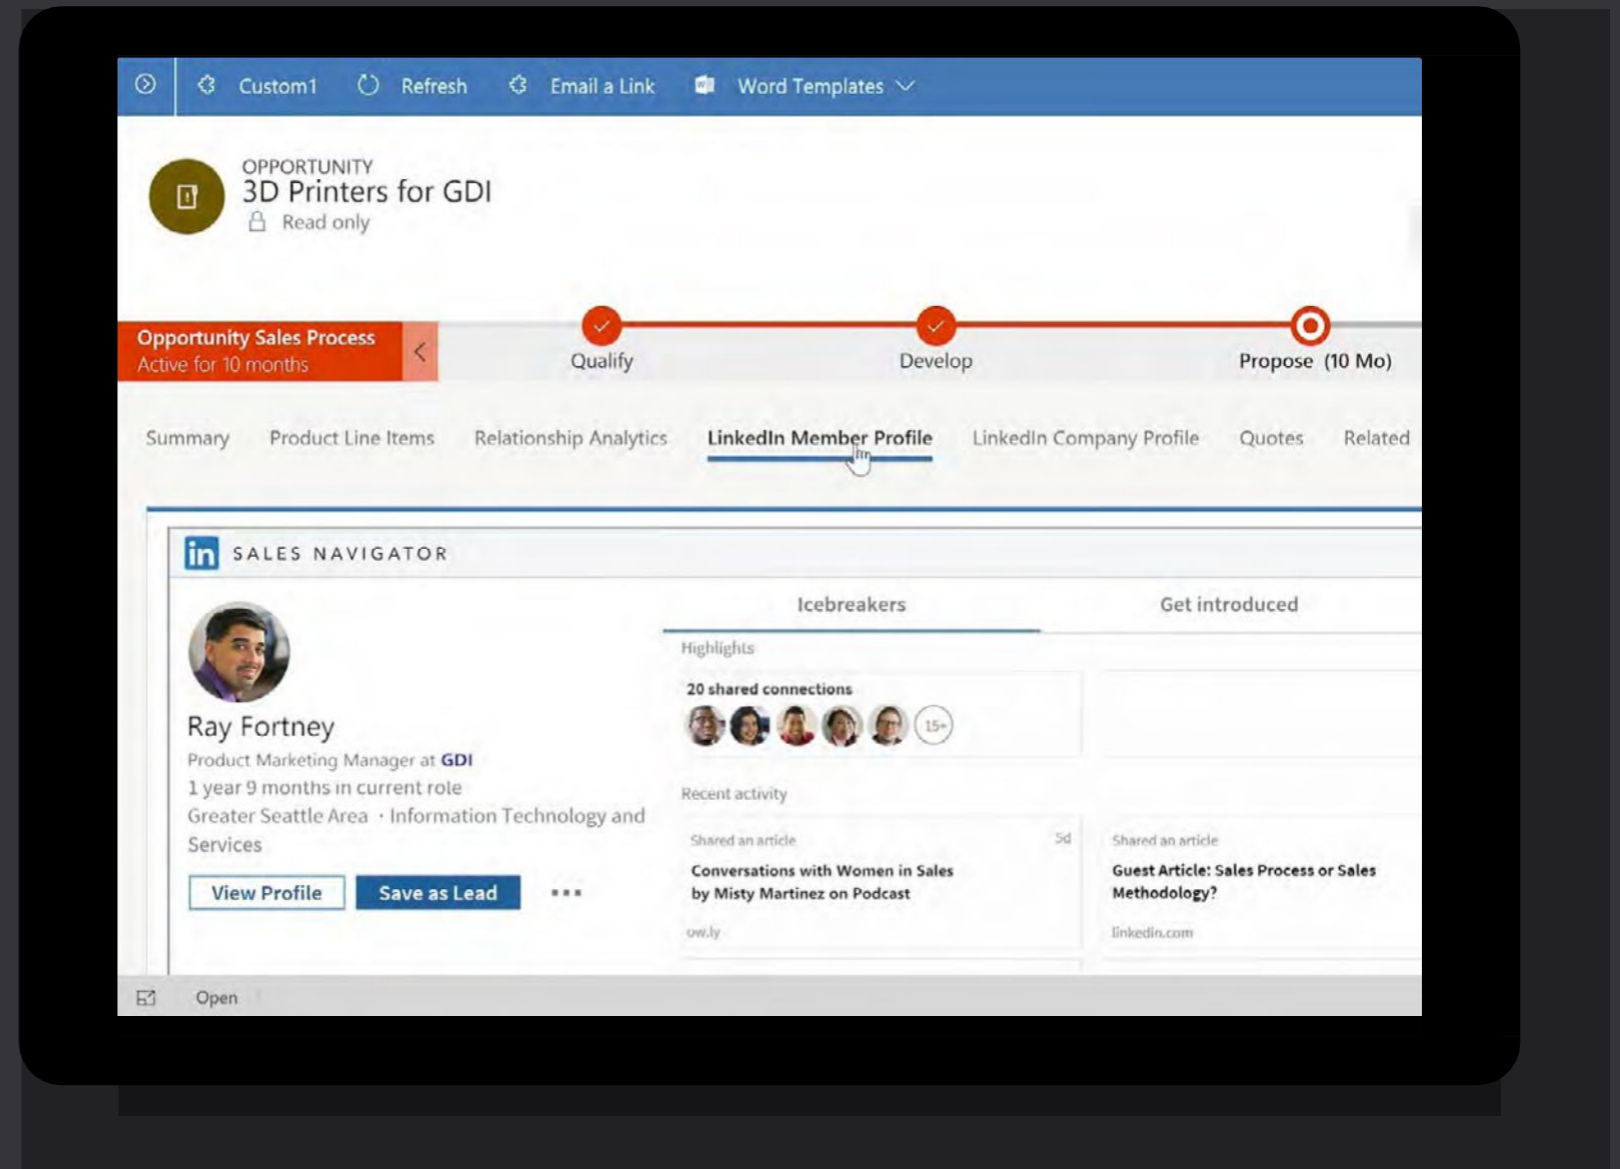 Custom1 Refresh Email a Link Word Templates
OPPORTUNITY
3D Printers for GDI
Read only
Opportunity Sales Process
Active for 10 months
Qualify Develop Propose (10 Mo)
Summary Product Line Items Relationship Analytics LinkedIn Member Profile LinkedIn Company Profile Quotes Related
in SALES NAVIGATOR
Ray Fortney
Product Marketing Manager at GDI
1 year 9 months in current role
Greater Seattle Area · Information Technology and
Services
View Profile Save as Lead
Icebreakers Get introduced
Highlights
20 shared connections
15+
Recent activity
Shared an article 5d
Conversations with Women in Sales
by Misty Martinez on Podcast
ow.ly
Shared an article
Guest Article: Sales Process or Sales
Methodology?
linkedin.com
Open